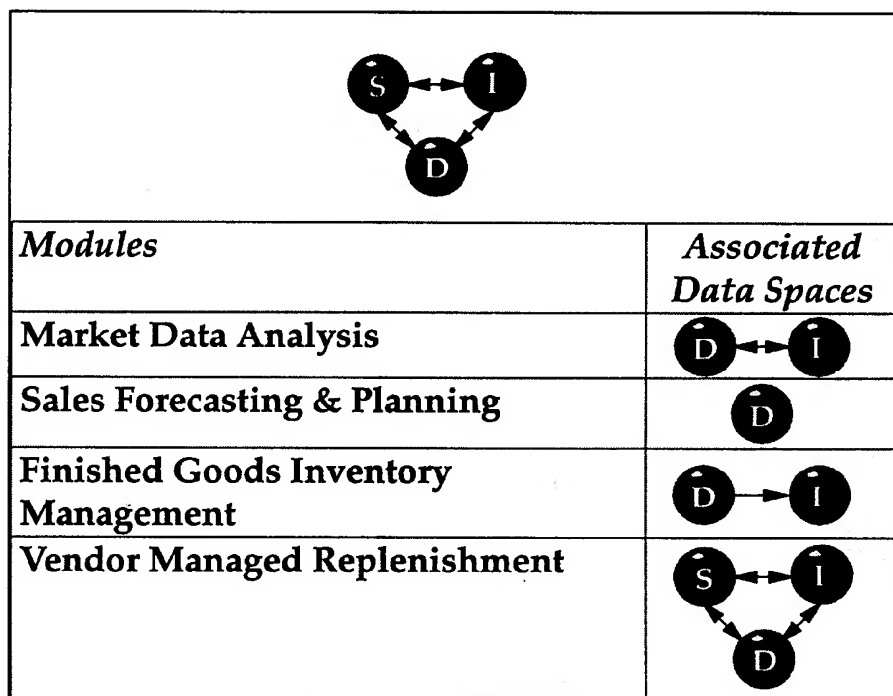 S I
D
Modules
Associated
Data Spaces
Market Data Analysis
D I
Sales Forecasting & Planning
D
Finished Goods Inventory
Management
D I
Vendor Managed Replenishment
S I
D